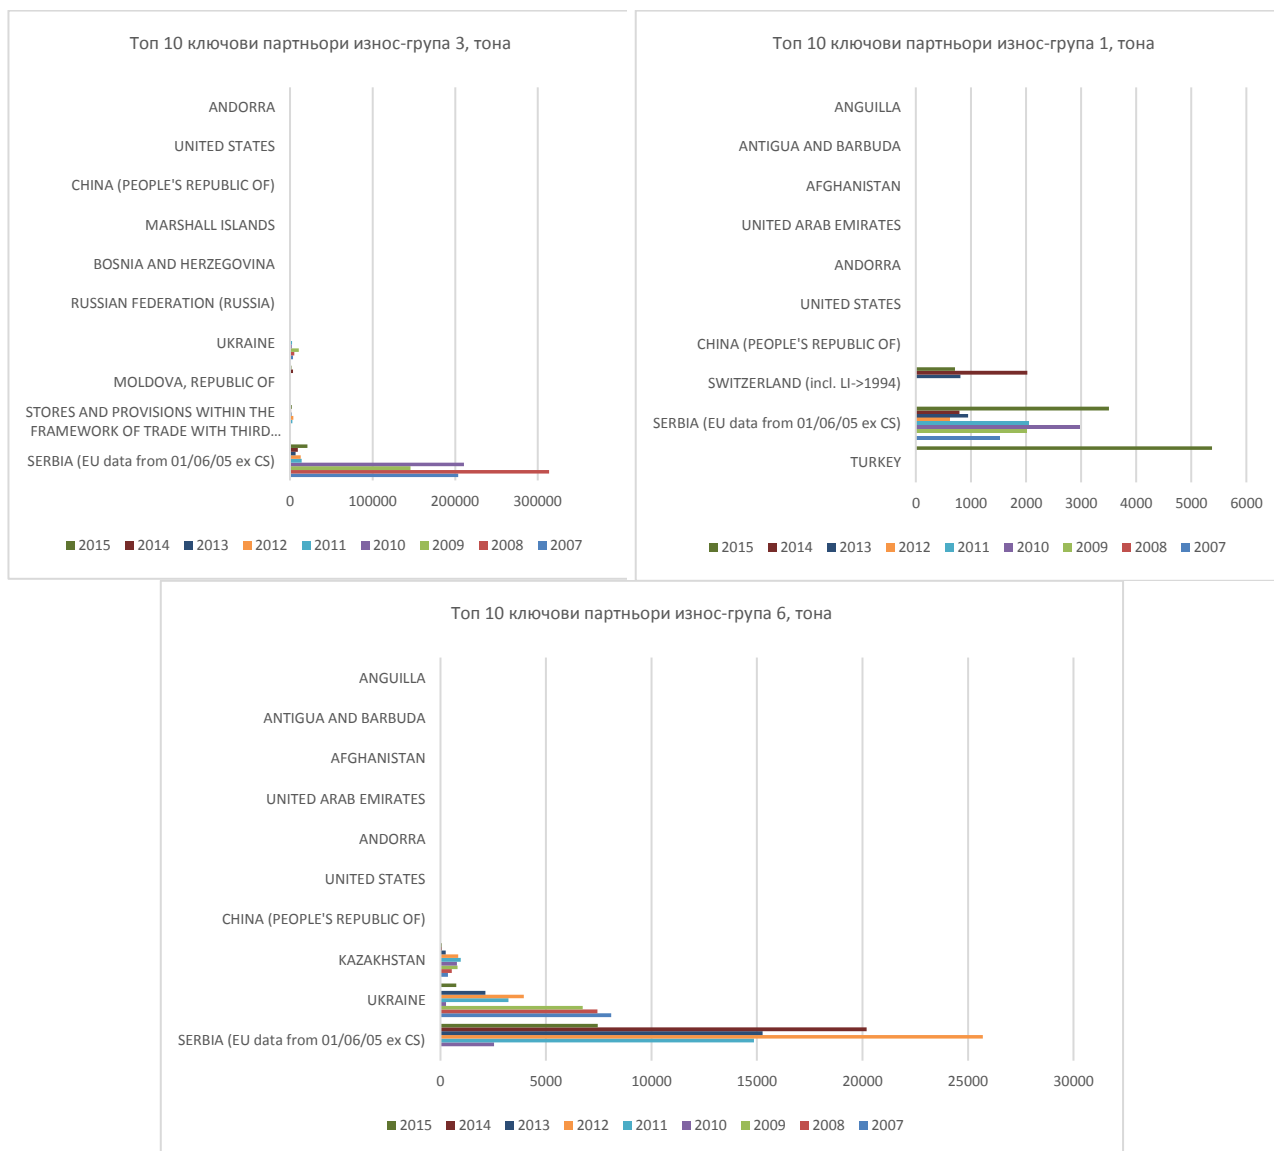 Топ 10 ключови партньори износ-група 3, тона
ANDORRA
UNITED STATES
CHINA (PEOPLE'S REPUBLIC OF)
MARSHALL ISLANDS
BOSNIA AND HERZEGOVINA
RUSSIAN FEDERATION (RUSSIA)
UKRAINE
MOLDOVA, REPUBLIC OF
STORES AND PROVISIONS WITHIN THE
FRAMEWORK OF TRADE WITH THIRD...
SERBIA (EU data from 01/06/05 ex CS)
0 100000 200000 300000
2015 2014 2013 2012 2011 2010 2009 2008 2007
Топ 10 ключови партньори износ-група 1, тона
ANGUILLA
ANTIGUA AND BARBUDA
AFGHANISTAN
UNITED ARAB EMIRATES
ANDORRA
UNITED STATES
CHINA (PEOPLE'S REPUBLIC OF)
SWITZERLAND (incl. LI->1994)
SERBIA (EU data from 01/06/05 ex CS)
TURKEY
0 1000 2000 3000 4000 5000 6000
2015 2014 2013 2012 2011 2010 2009 2008 2007
Топ 10 ключови партньори износ-група 6, тона
ANGUILLA
ANTIGUA AND BARBUDA
AFGHANISTAN
UNITED ARAB EMIRATES
ANDORRA
UNITED STATES
CHINA (PEOPLE'S REPUBLIC OF)
KAZAKHSTAN
UKRAINE
SERBIA (EU data from 01/06/05 ex CS)
0 5000 10000 15000 20000 25000 30000
2015 2014 2013 2012 2011 2010 2009 2008 2007